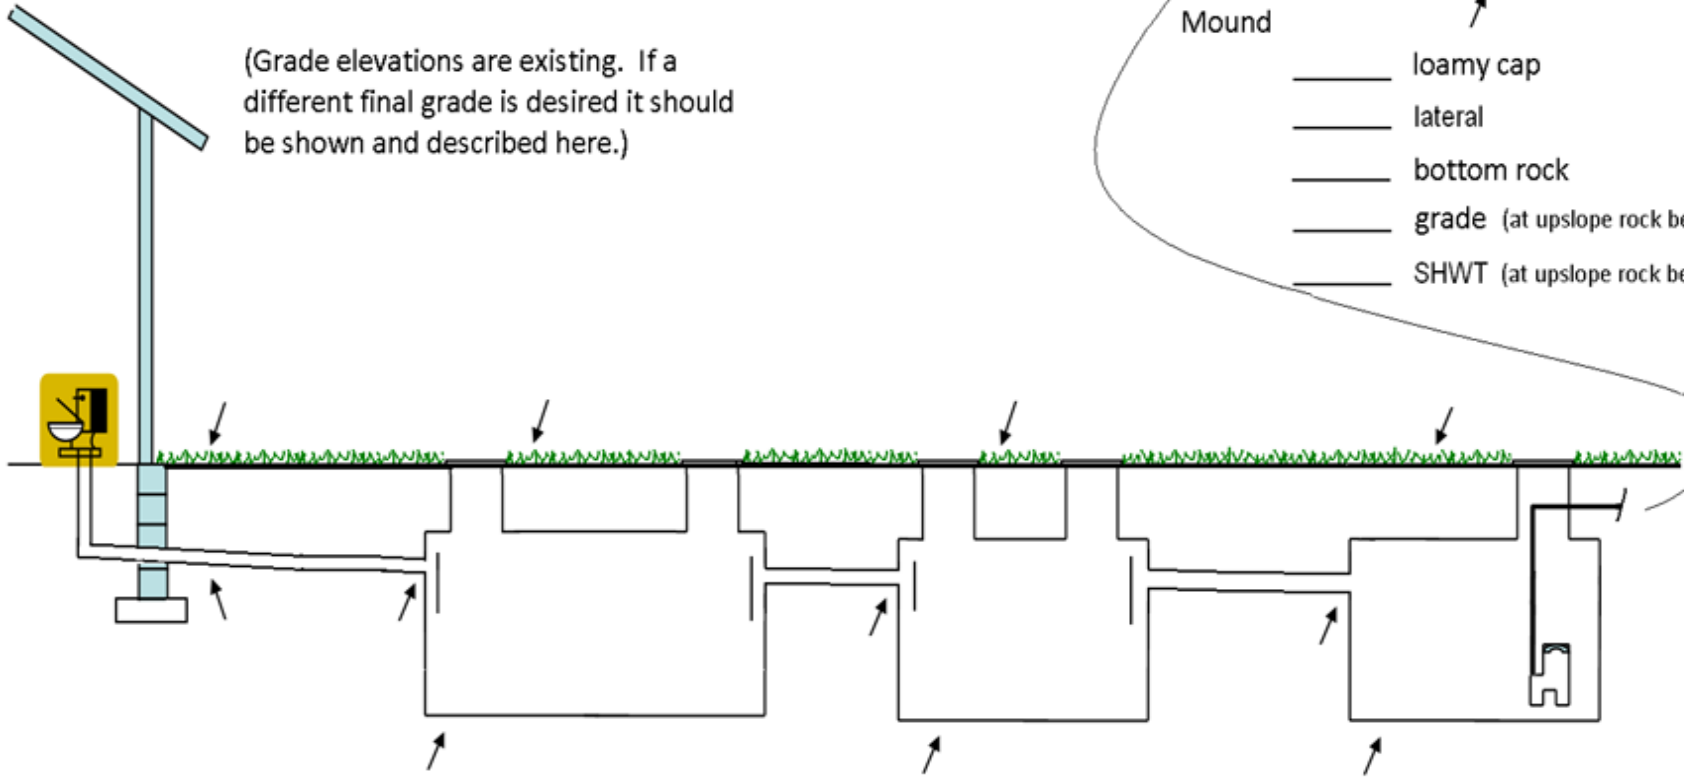 (Grade elevations are existing.  If a
different final grade is desired it should
be shown and described here.)
Mound
loamy cap
lateral
bottom rock
grade (at upslope rock
SHWT (at upslope rock